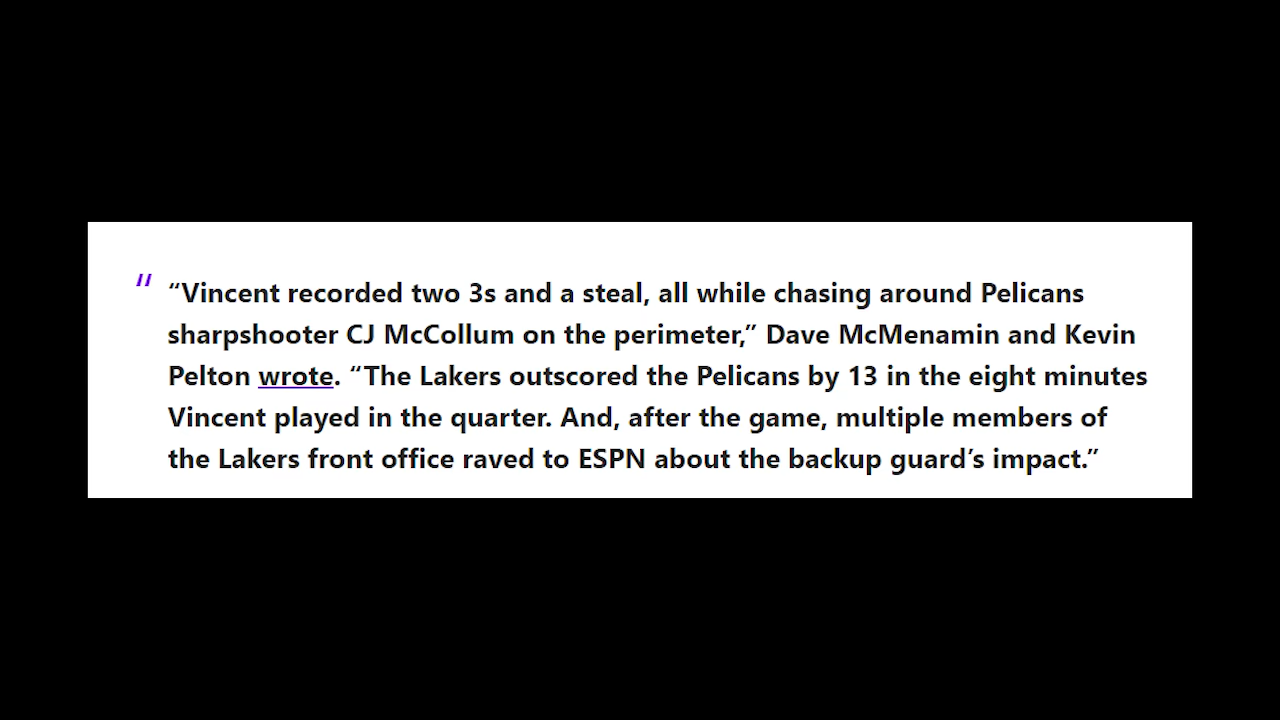 "
“Vincent recorded two 3s and a steal, all while chasing around Pelicans
sharpshooter CJ McCollum on the perimeter,” Dave McMenamin and Kevin
Pelton wrote. “The Lakers outscored the Pelicans by 13 in the eight minutes
Vincent played in the quarter. And, after the game, multiple members of
the Lakers front office raved to ESPN about the backup guard’s impact.”